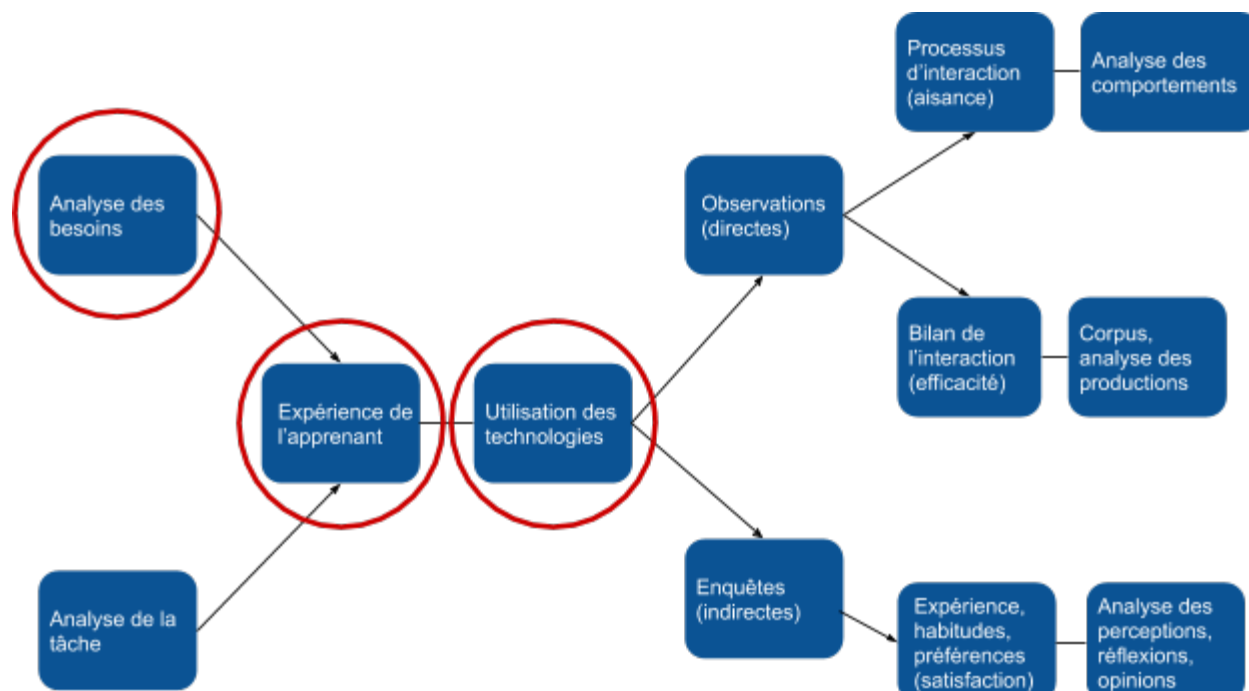 Analyse des
besoins
Analyse de la
tâche
Expérience de
l'apprenant
Utilisation des
technologies
Observations
(directes)
Enquêtes
(indirectes)
Processus
d'interaction
(aisance)
Analyse des
comportements
Bilan de
l'interaction
(efficacité)
Corpus,
analyse des
productions
Expérience,
habitudes,
préférences
(satisfaction)
Analyse des
perceptions,
réflexions,
opinions